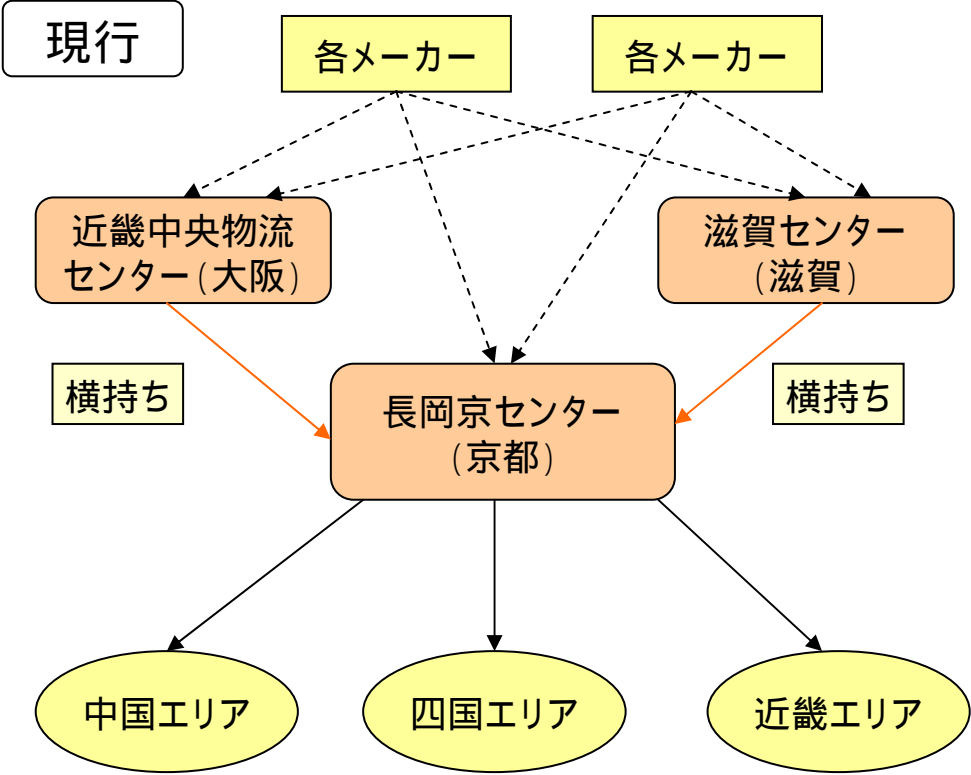 現行
各メーカー
各メーカー
近畿中央物流
センター(大阪)
滋賀センター
(滋賀)
横持ち
横持ち
長岡京センター
(京都)
中国エリア
四国エリア
近畿エリア